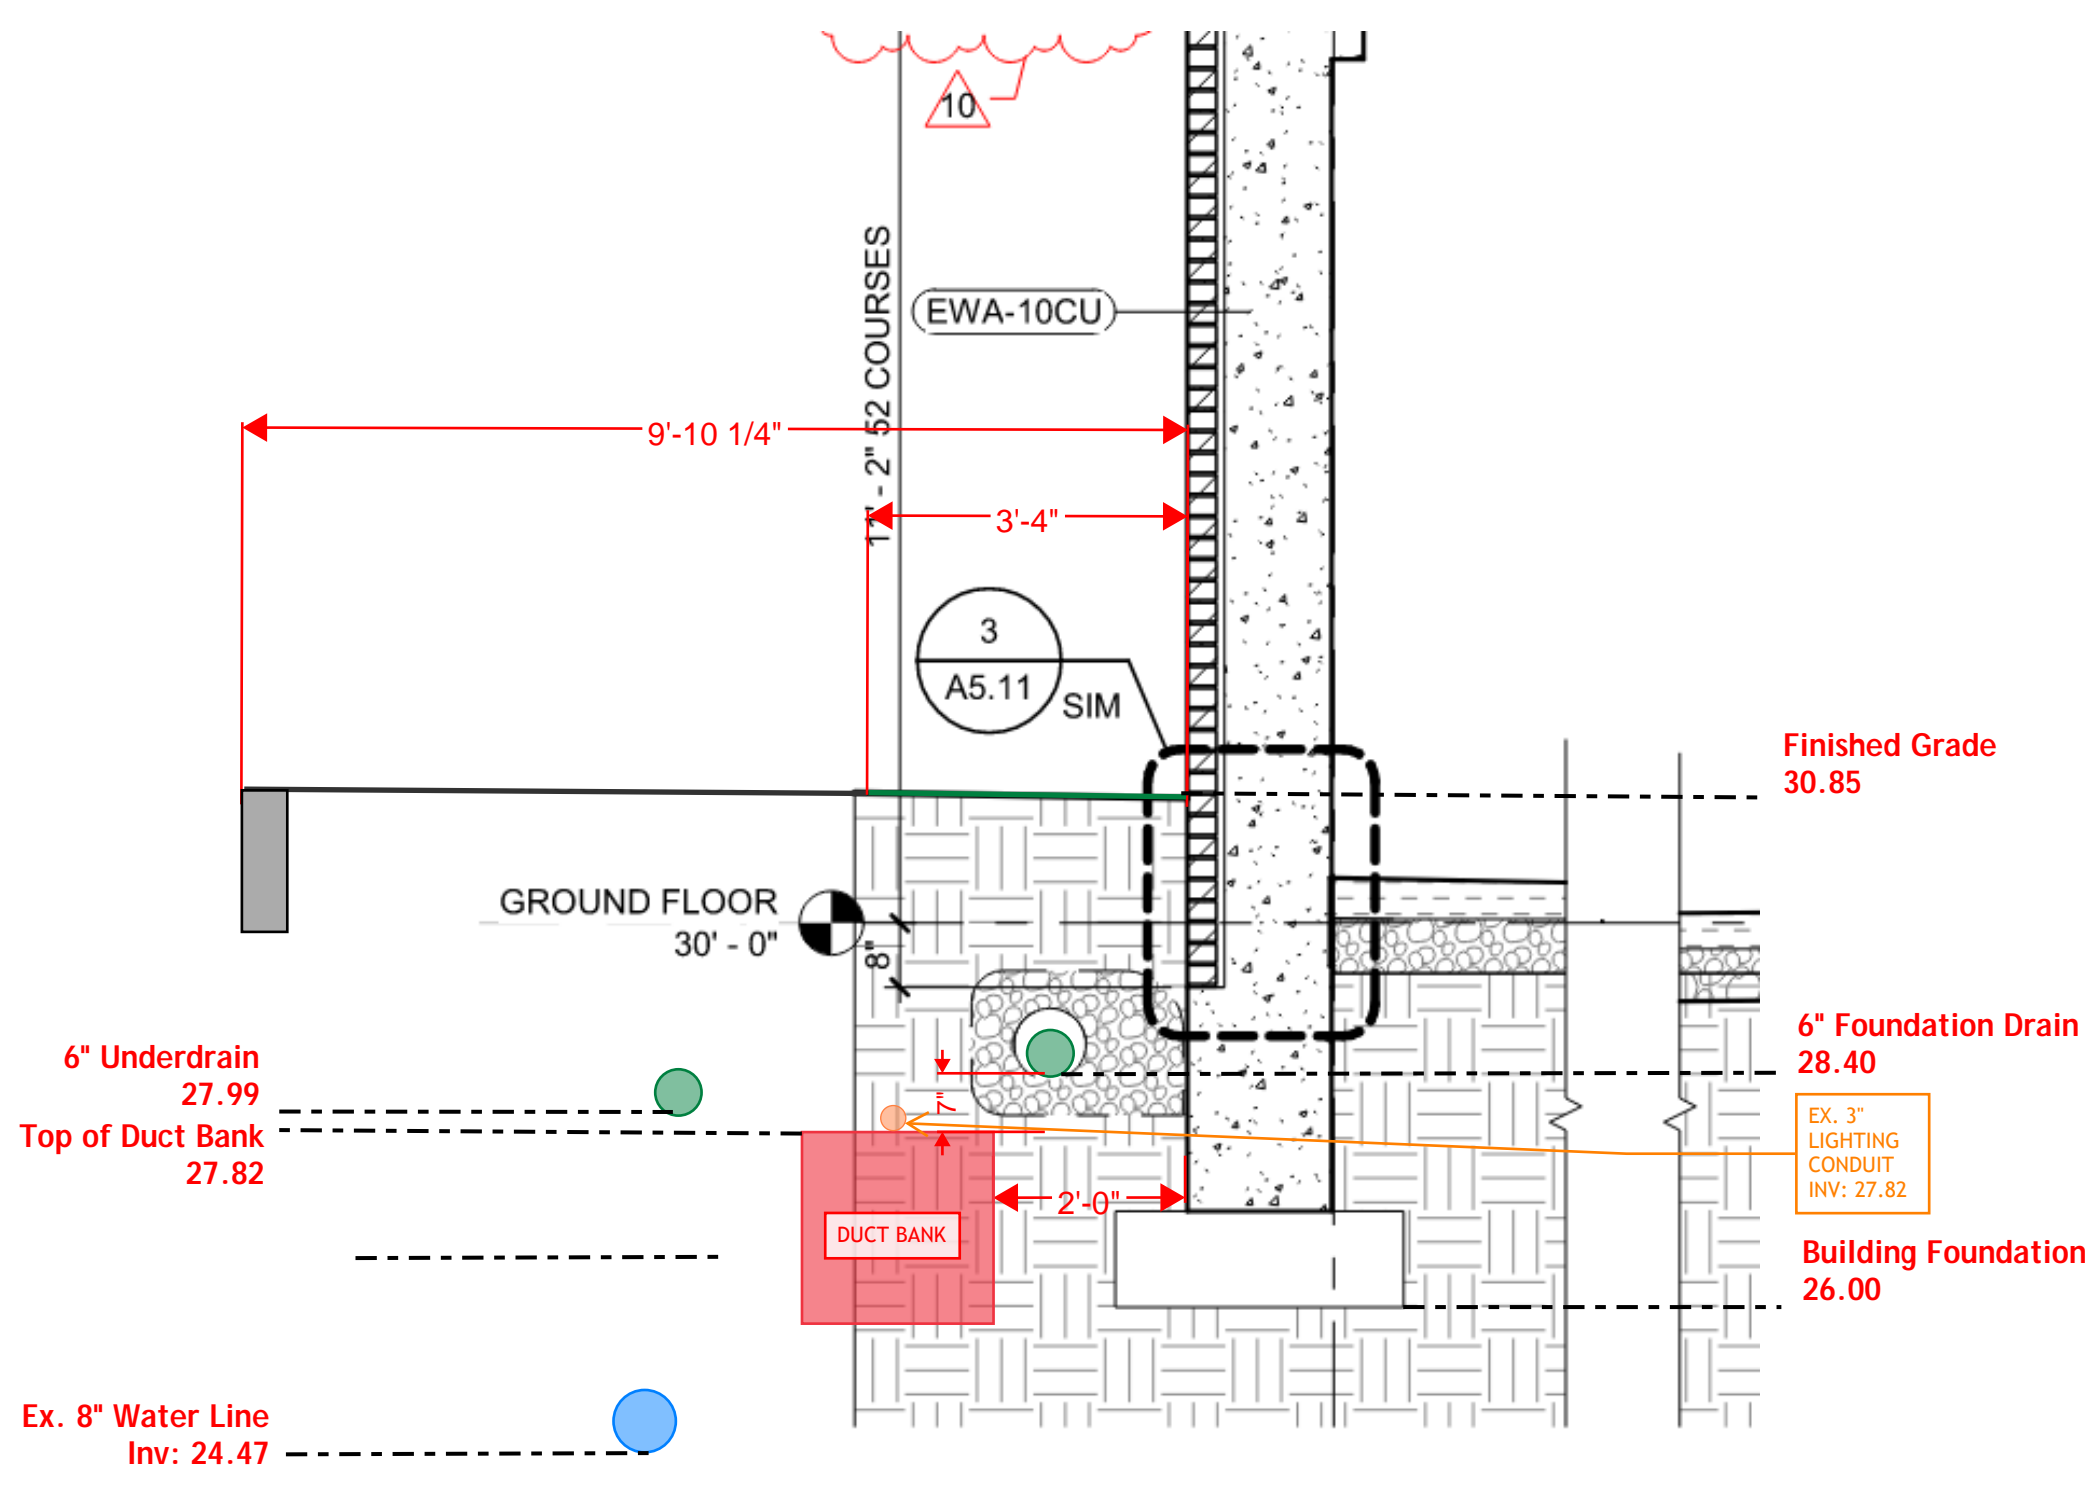 10
11' - 2" 52 COURSES
EWA-10CU
9'-10 1/4"
3'-4"
3
A5.11
SIM
Finished Grade
30.85
GROUND FLOOR
30' - 0"
8"
6" Foundation Drain
28.40
6" Underdrain
27.99
7"
Top of Duct Bank
27.82
EX. 3"
LIGHTING
CONDUIT
INV: 27.82
2'-0"
DUCT BANK
Building Foundation
26.00
Ex. 8" Water Line
Inv: 24.47